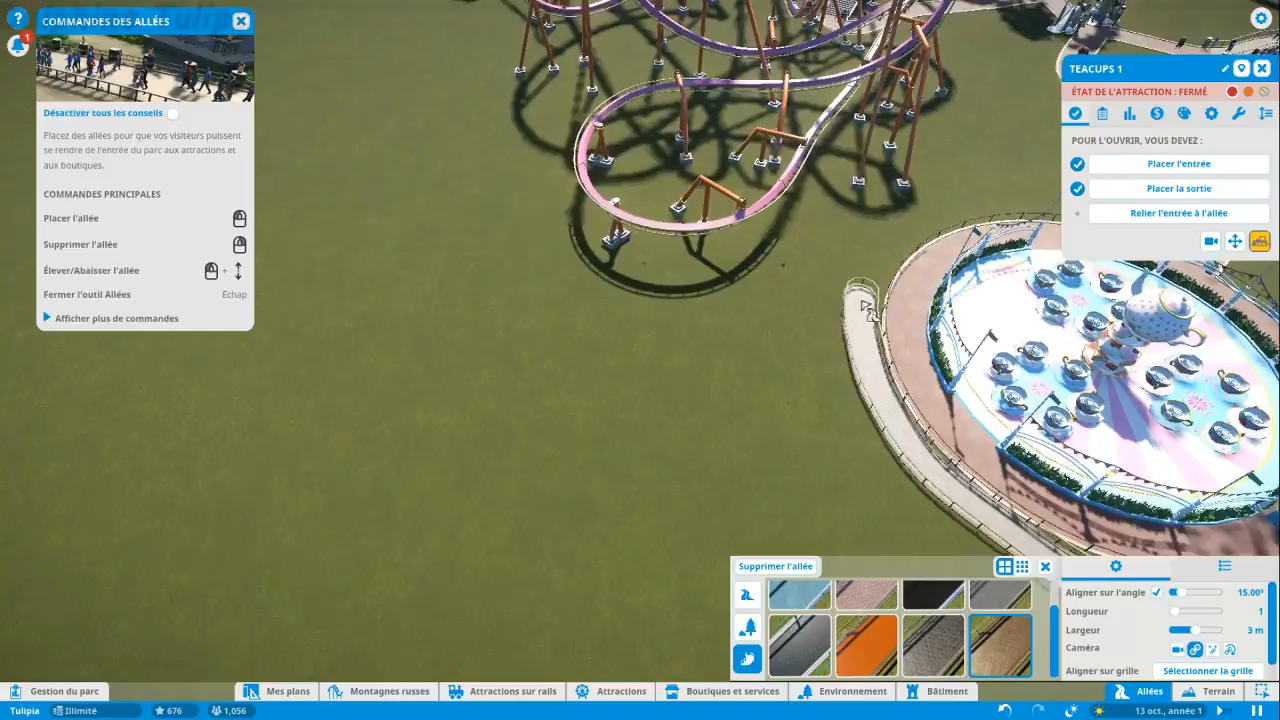 COMMANDES DES ALLÉES
1
Désactiver tous les conseils
Placez des allées pour que vos visiteurs puissent
se rendre de l'entrée du parc aux attractions et
aux boutiques.
COMMANDES PRINCIPALES
Placer l'allée
Supprimer l'allée
Élever/Abaisser l'allée +
Fermer l'outil Allées Echap
Afficher plus de commandes
TEACUPS 1
ÉTAT DE L'ATTRACTION : FERMÉ
POUR L'OUVRIR, VOUS DEVEZ :
Placer l'entrée
Placer la sortie
Relier l'entrée à l'allée
Supprimer l'allée
Aligner sur l'angle 15.00°
Longueur 1
Largeur 3 m
Caméra
Aligner sur grille Sélectionner la grille
Gestion du parc Mes plans Montagnes russes Attractions sur rails Attractions Boutiques et services Environnement Bâtiment Allées Terrain
Tulipia Illimité 676 1,056 13 oct., année 1